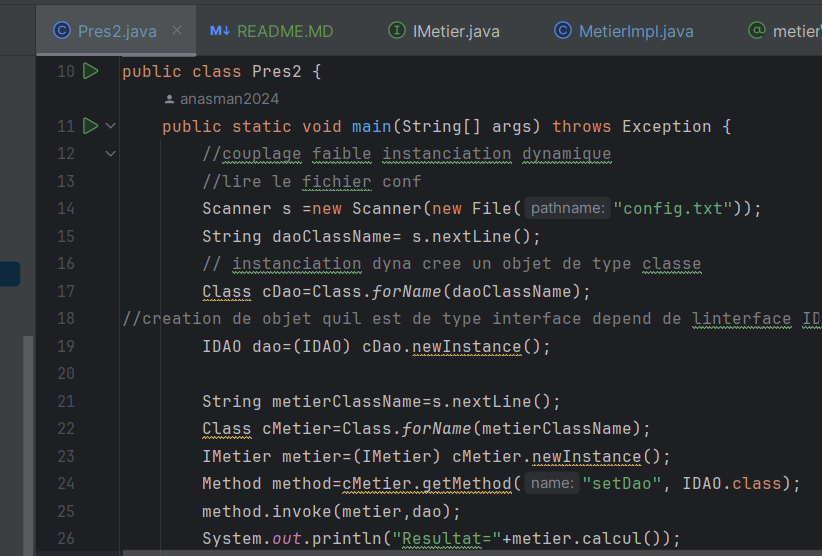 Pres2.java README.MD IMetier.java MetierImpl.java metier
10 public class Pres2 {
anasman2024
11 public static void main(String[] args) throws Exception {
12 //couplage faible instanciation dynamique
13 //lire le fichier conf
14 Scanner s =new Scanner(new File( pathname: "config.txt"));
15 String daoClassName= s.nextLine();
16 // instanciation dyna cree un objet de type classe
17 Class cDao=Class.forName(daoClassName);
18 //creation de objet quil est de type interface depend de linterface ID
19 IDAO dao=(IDAO) cDao.newInstance();
20
21 String metierClassName=s.nextLine();
22 Class cMetier=Class.forName(metierClassName);
23 IMetier metier=(IMetier) cMetier.newInstance();
24 Method method=cMetier.getMethod( name: "setDao", IDAO.class);
25 method.invoke(metier,dao);
26 System.out.println("Resultat="+metier.calcul());